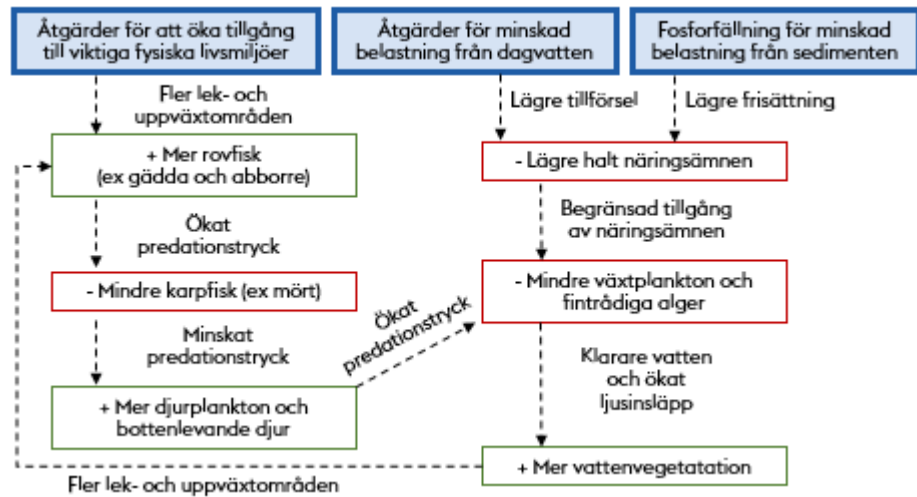 Åtgärder för att öka tillgång
till viktiga fysiska livsmiljöer
Åtgärder för minskad
belastning från dagvatten
Fosforfällning för minskad
belastning från sedimenten
Fler lek- och
uppväxtområden
Lägre tillförsel
Lägre frisättning
+ Mer rovfisk
(ex gädda och abborre)
- Lägre halt näringsämnen
Ökat
predationstryck
Begränsad tillgång
av näringsämnen
- Mindre karpfisk (ex mört)
- Mindre växtplankton och
fintrådiga alger
Minskat
predationstryck
Ökat
predationstryck
Klarare vatten
och ökat
ljusinsläpp
+ Mer djurplankton och
bottenlevande djur
+ Mer vattenvegetatation
Fler lek- och uppväxtområden